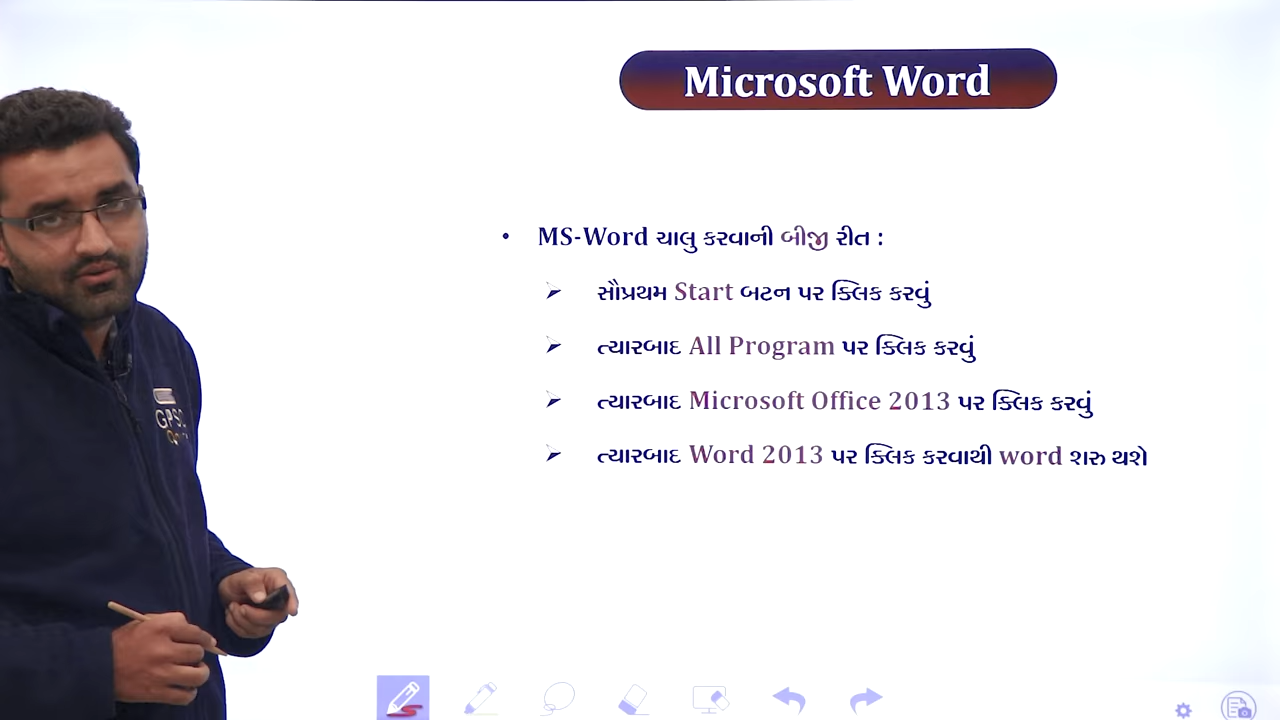 Microsoft Word
• MS-Word ચાલુ કરવાની બીજી રીત :
➢ સૌપ્રથમ Start બટન પર ક્લિક કરવું
➢ ત્યારબાદ All Program પર ક્લિક કરવું
➢ ત્યારબાદ Microsoft Office 2013 પર ક્લિક કરવું
➢ ત્યારબાદ Word 2013 પર ક્લિક કરવાથી word શરુ થશે